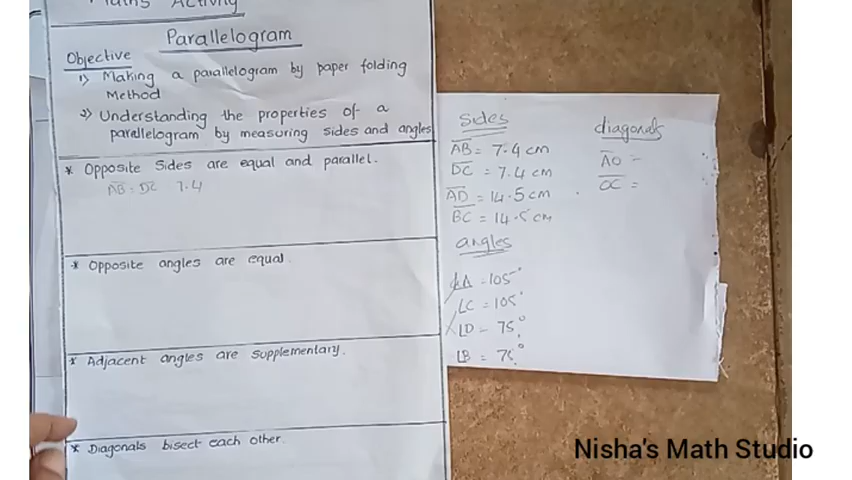 Maths Activity
Parallelogram
Objective
1) Making a parallelogram by paper folding
Method
2) Understanding the properties of a
parellelogram by measuring sides and angles
* Opposite Sides are equal and parallel.
AB = DC 7.4
* Opposite angles are equal.
* Adjacent angles are supplementary.
* Diagonals bisect each other.
Sides
AB = 7.4 cm
DC = 7.4 cm
AD = 14.5 cm
BC = 14.5 cm
angles
∠A = 105°
∠C = 105°
∠D = 75°
∠B = 75°
diagonals
AO =
OC =
Nisha's Math Studio